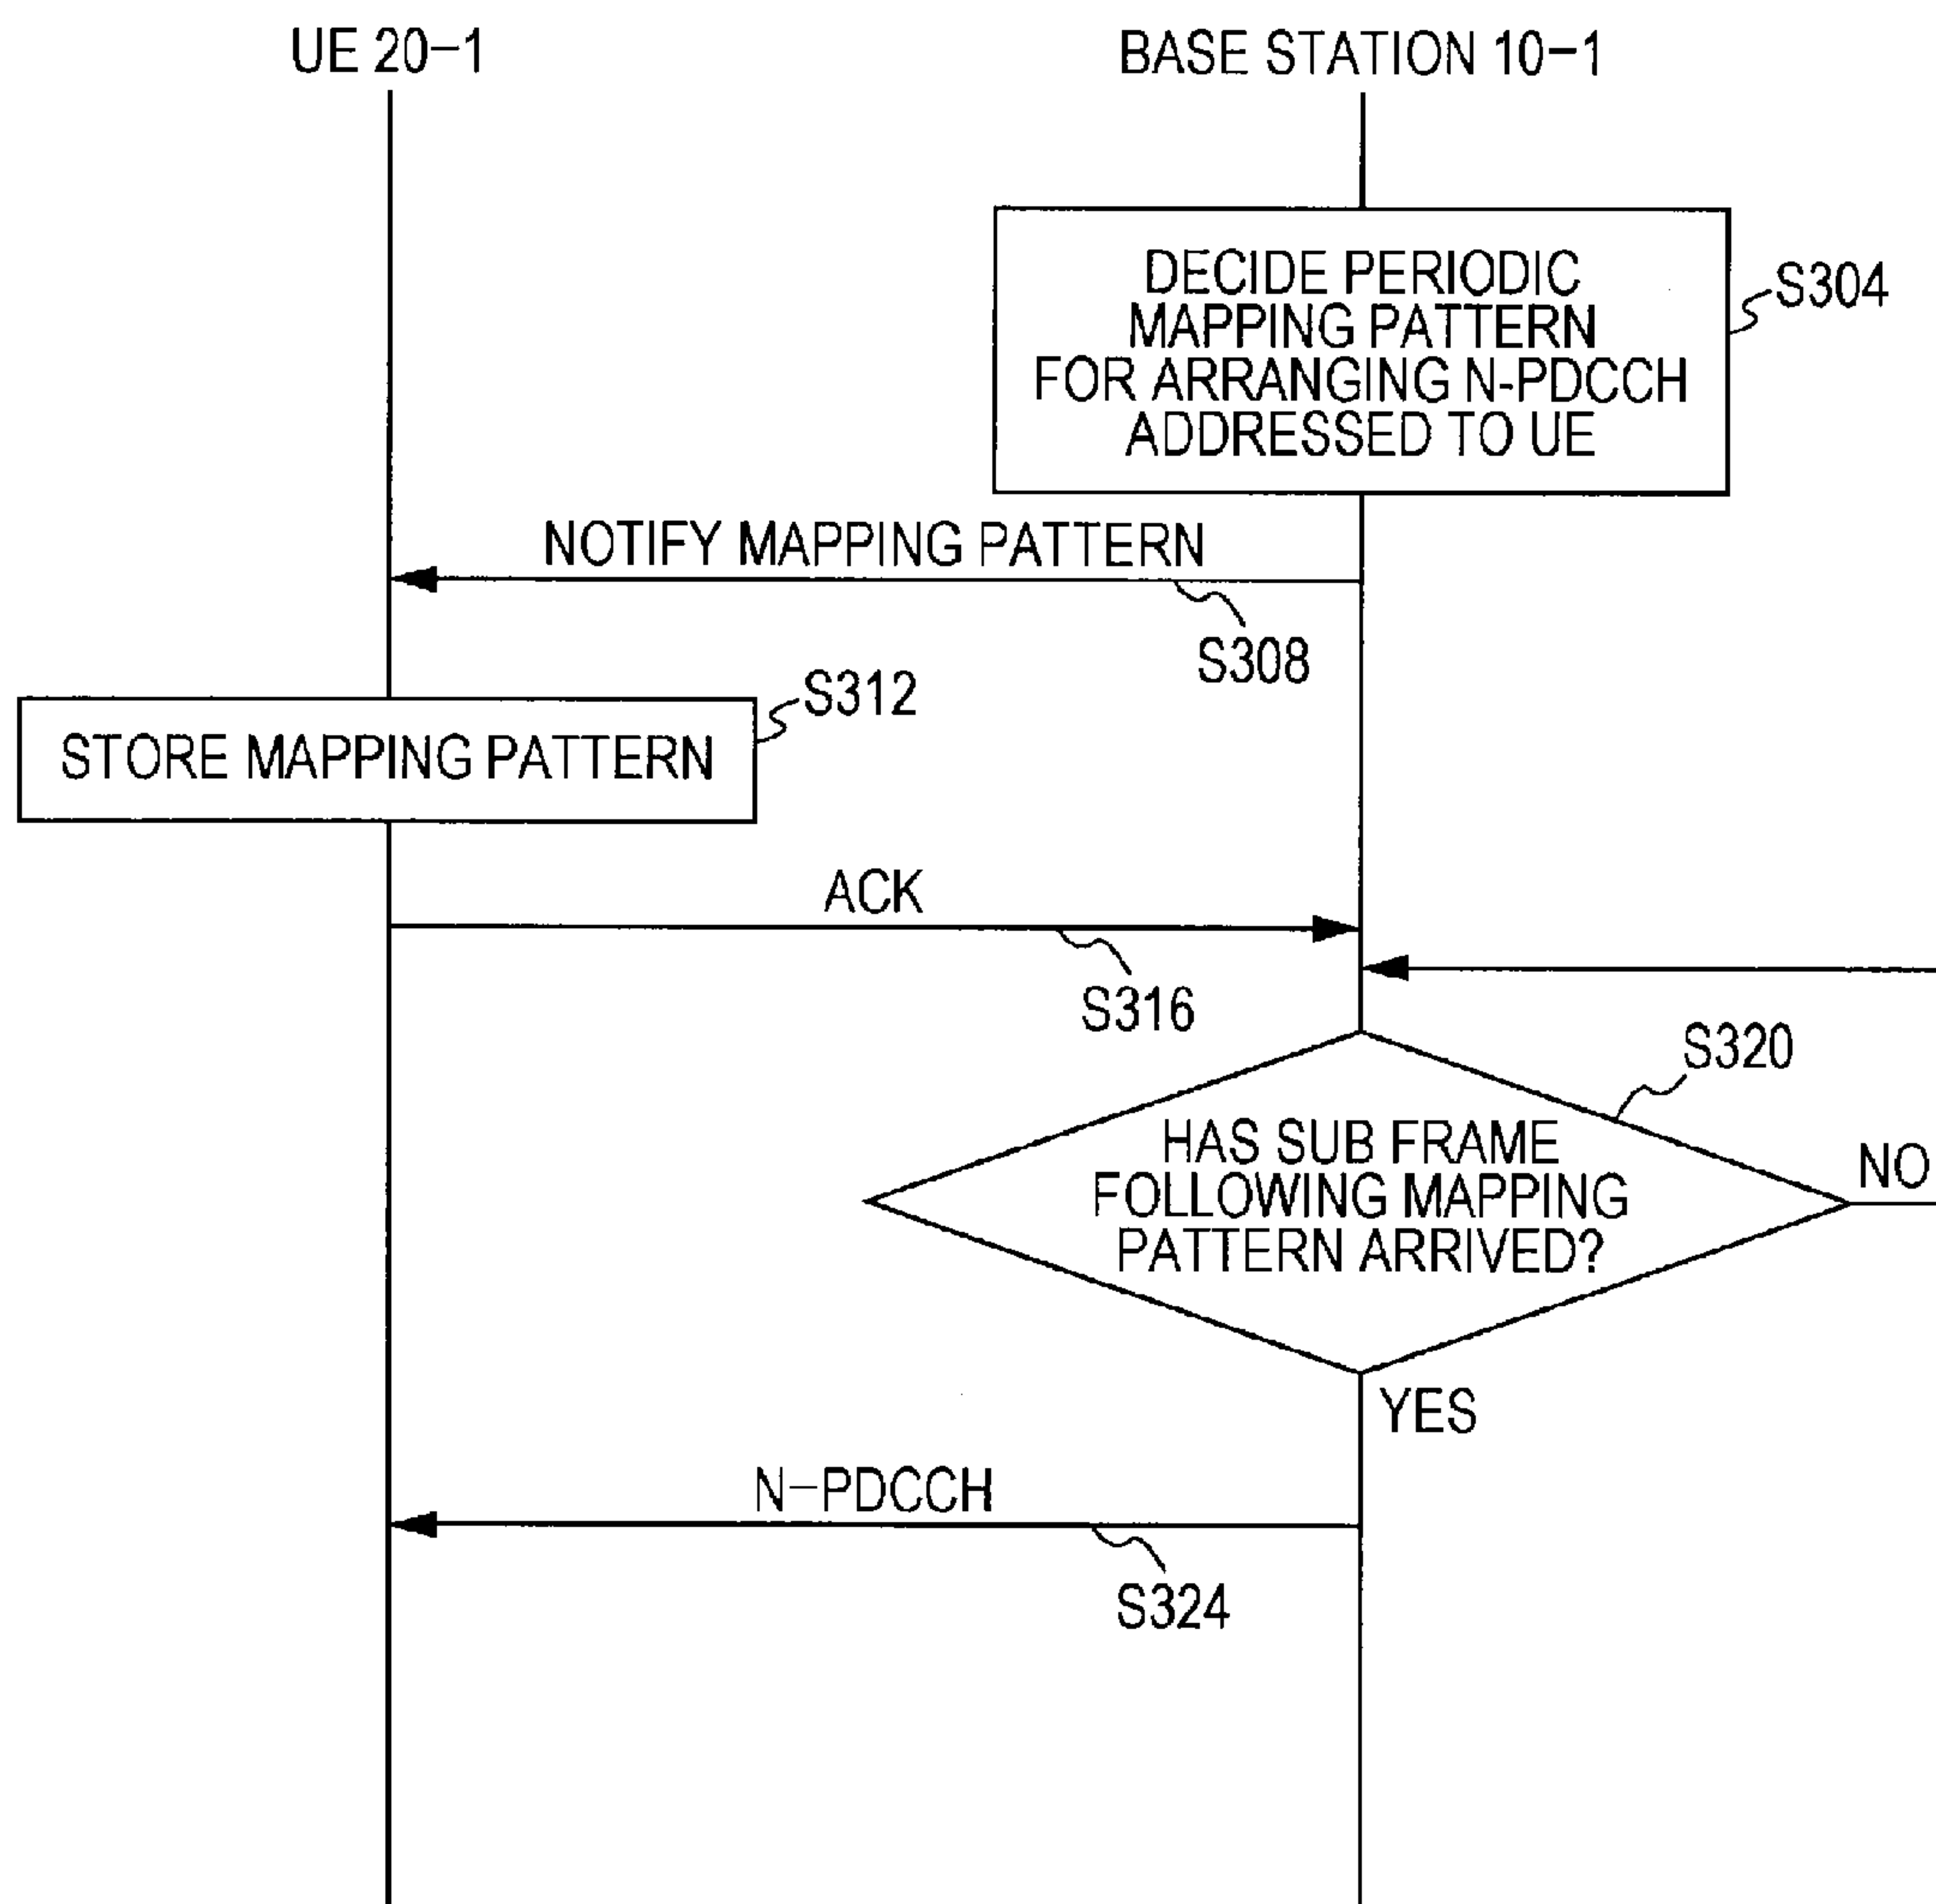 UE 20-1
BASE STATION 10-1
DECIDE PERIODIC
MAPPING PATTERN
FOR ARRANGING N-PDCCH
ADDRESSED TO UE
S304
NOTIFY MAPPING PATTERN
S308
S312
STORE MAPPING PATTERN
ACK
S316
S320
HAS SUB FRAME
FOLLOWING MAPPING
PATTERN ARRIVED?
NO
YES
N-PDCCH
S324